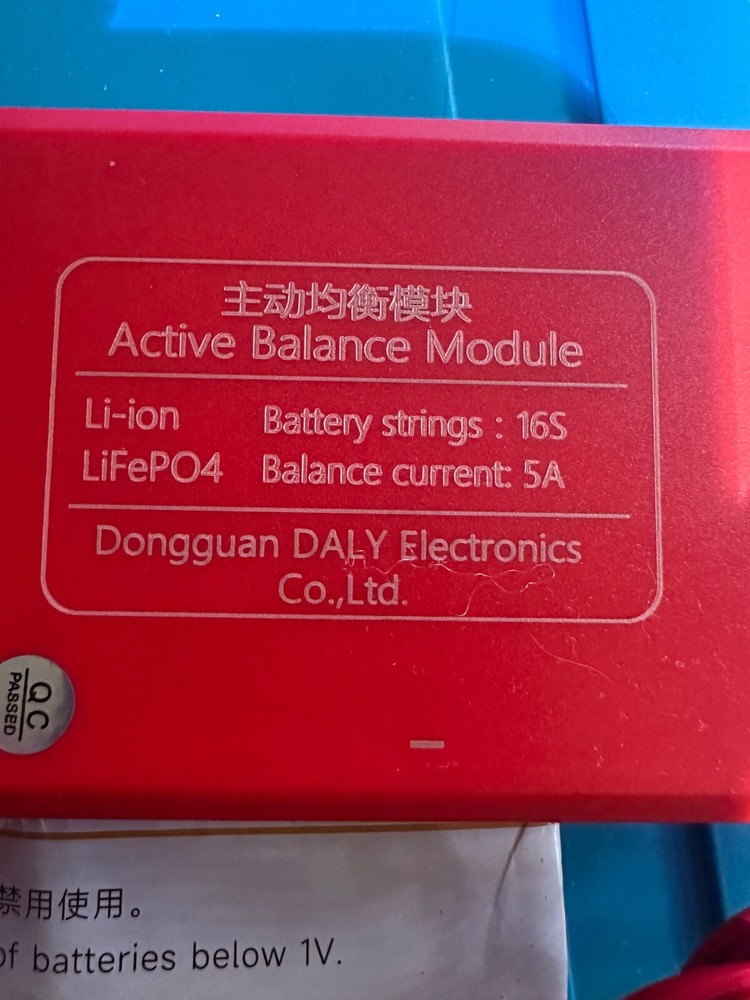 主动均衡模块
Active Balance Module
Li-ion Battery strings : 16S
LiFePO4 Balance current: 5A
Dongguan DALY Electronics
Co.,Ltd.
QC
PASSED
禁用使用。
of batteries below 1V.